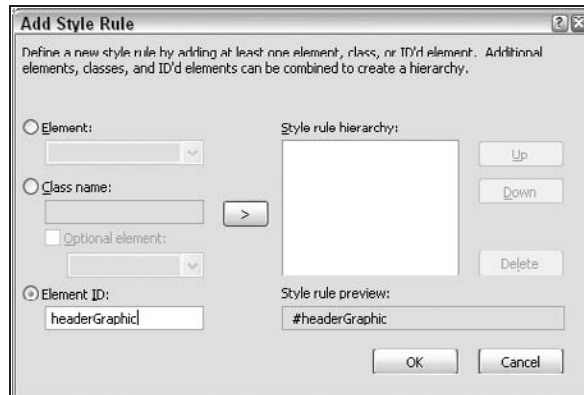 Add Style Rule
Define a new style rule by adding at least one element, class, or ID'd element. Additional
elements, classes, and ID'd elements can be combined to create a hierarchy.
Element:
Style rule hierarchy:
Up
Class name:
Down
>
Optional element:
Delete
Element ID:
Style rule preview:
headerGraphic
#headerGraphic
OK
Cancel